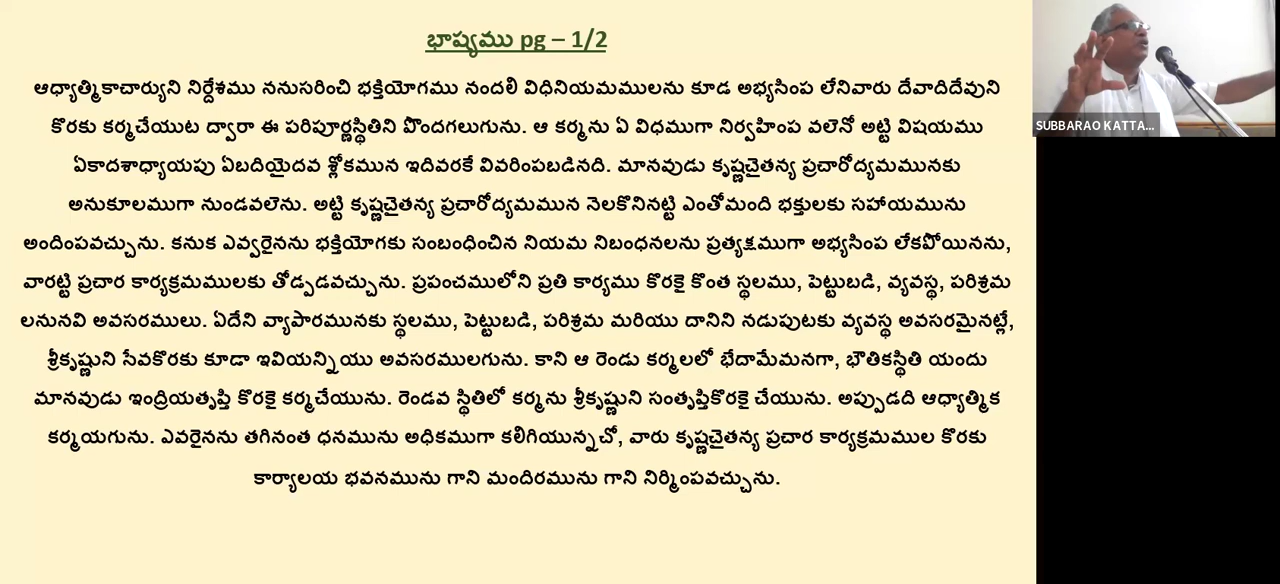 భాష్యము pg – 1/2
ఆధ్యాత్మికాచార్యుని నిర్దేశము ననుసరించి భక్తియోగము నందలి విధినియమములను కూడ అభ్యసింప లేనివారు దేవాదిదేవుని
కొరకు కర్మచేయుట ద్వారా ఈ పరిపూర్ణస్థితిని పొందగలుగును. ఆ కర్మను ఏ విధముగా నిర్వహింప వలెనో అట్టి విషయము
ఏకాదశాధ్యాయపు ఏబదియైదవ శ్లోకమున ఇదివరకే వివరింపబడినది. మానవుడు కృష్ణచైతన్య ప్రచారోద్యమమునకు
అనుకూలముగా నుండవలెను. అట్టి కృష్ణచైతన్య ప్రచారోద్యమమున నెలకొనినట్టి ఎంతోమంది భక్తులకు సహాయమును
అందింపవచ్చును. కనుక ఎవ్వరైనను భక్తియోగకు సంబంధించిన నియమ నిబంధనలను ప్రత్యక్షముగా అభ్యసింప లేకపోయినను,
వారట్టి ప్రచార కార్యక్రమములకు తోడ్పడవచ్చును. ప్రపంచములోని ప్రతి కార్యము కొరకై కొంత స్థలము, పెట్టుబడి, వ్యవస్థ, పరిశ్రమ
లనునవి అవసరములు. ఏదేని వ్యాపారమునకు స్థలము, పెట్టుబడి, పరిశ్రమ మరియు దానిని నడుపుటకు వ్యవస్థ అవసరమైనట్లే,
శ్రీకృష్ణుని సేవకొరకు కూడా ఇవియన్నియు అవసరములగును. కాని ఆ రెండు కర్మలలో భేదామేమనగా, భౌతికస్థితి యందు
మానవుడు ఇంద్రియతృప్తి కొరకై కర్మచేయును. రెండవ స్థితిలో కర్మను శ్రీకృష్ణుని సంతృప్తికొరకై చేయును. అప్పుడది ఆధ్యాత్మిక
కర్మయగును. ఎవరైనను తగినంత ధనమును అధికముగా కలిగియున్నచో, వారు కృష్ణచైతన్య ప్రచార కార్యక్రమముల కొరకు
కార్యాలయ భవనమును గాని మందిరమును గాని నిర్మింపవచ్చును.
SUBBARAO KATTA...